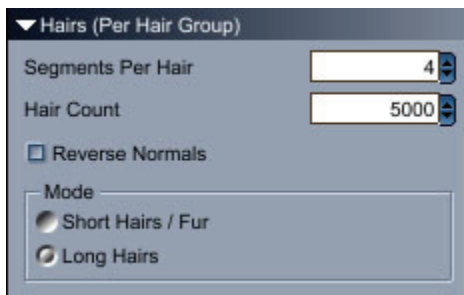 Hairs (Per Hair Group)
Segments Per Hair 4
Hair Count 5000
Reverse Normals
Mode
Short Hairs / Fur
Long Hairs